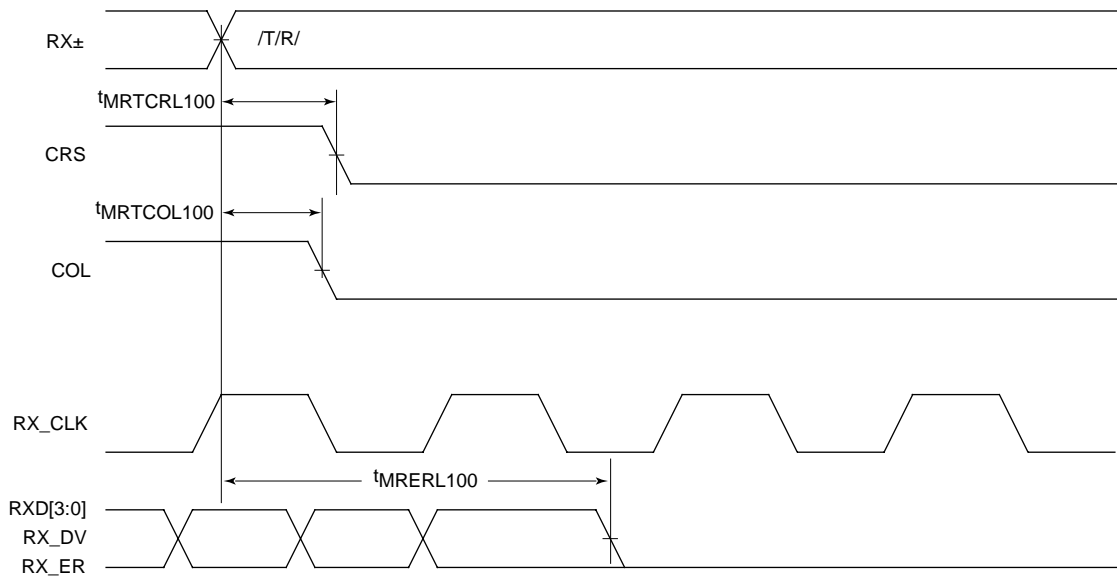 RX±
/T/R/
tMRTCRL100
CRS
tMRTCOL100
COL
RX_CLK
tMRERL100
RXD[3:0]
RX_DV
RX_ER